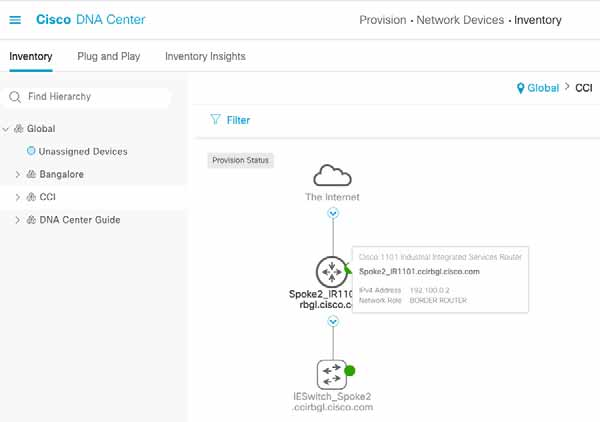 Cisco DNA Center
Provision • Network Devices • Inventory
Inventory Plug and Play Inventory Insights
Find Hierarchy
Global > CCI
Filter
Global
Unassigned Devices
Bangalore
CCI
DNA Center Guide
Provision Status
The Internet
Cisco 1101 Industrial Integrated Services Router
Spoke2_IR1101.ccirbgl.cisco.com
IPv4 Address 192.100.0.2
Network Role BORDER ROUTER
Spoke2_IR110
rbgl.cisco.co
IESwitch_Spoke2
.ccirbgl.cisco.com